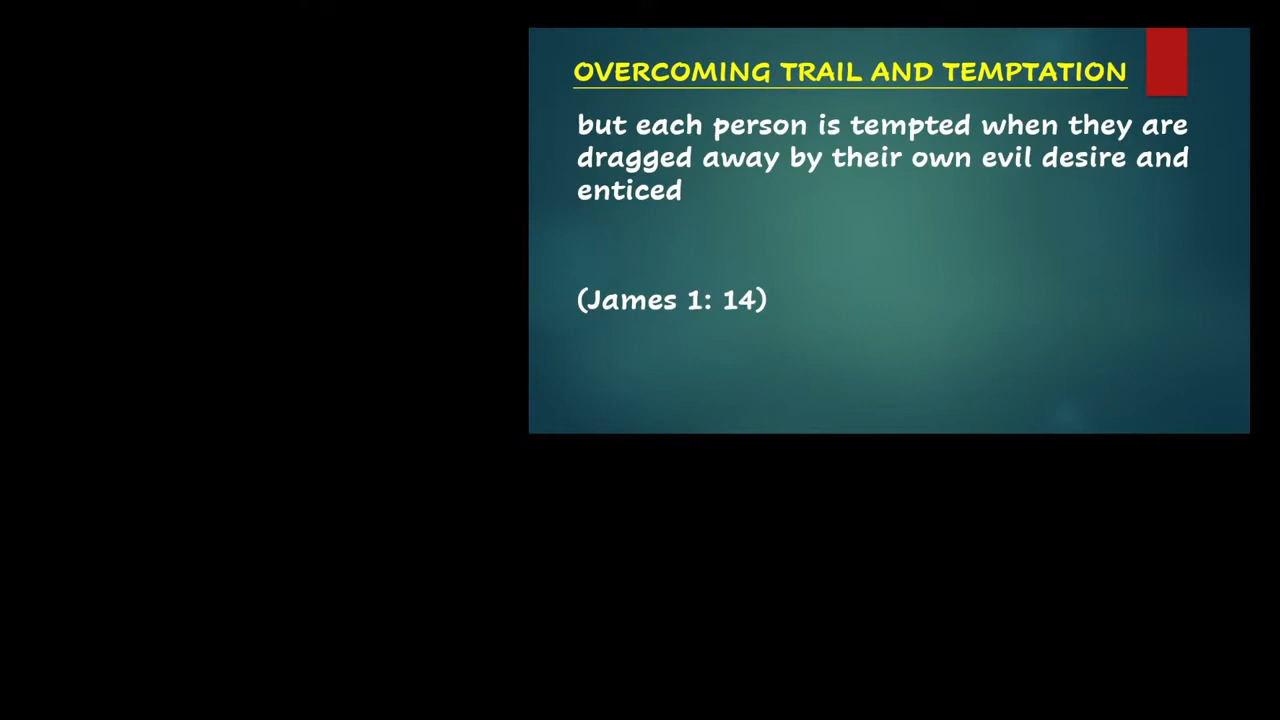 OVERCOMING TRAIL AND TEMPTATION
but each person is tempted when they are
dragged away by their own evil desire and
enticed
(James 1: 14)